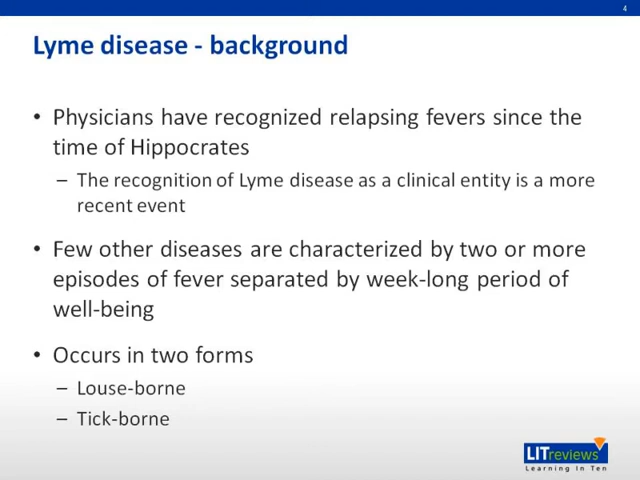 4
Lyme disease - background
• Physicians have recognized relapsing fevers since the
time of Hippocrates
– The recognition of Lyme disease as a clinical entity is a more
recent event
• Few other diseases are characterized by two or more
episodes of fever separated by week-long period of
well-being
• Occurs in two forms
– Louse-borne
– Tick-borne
LITreviews
Learning In Ten